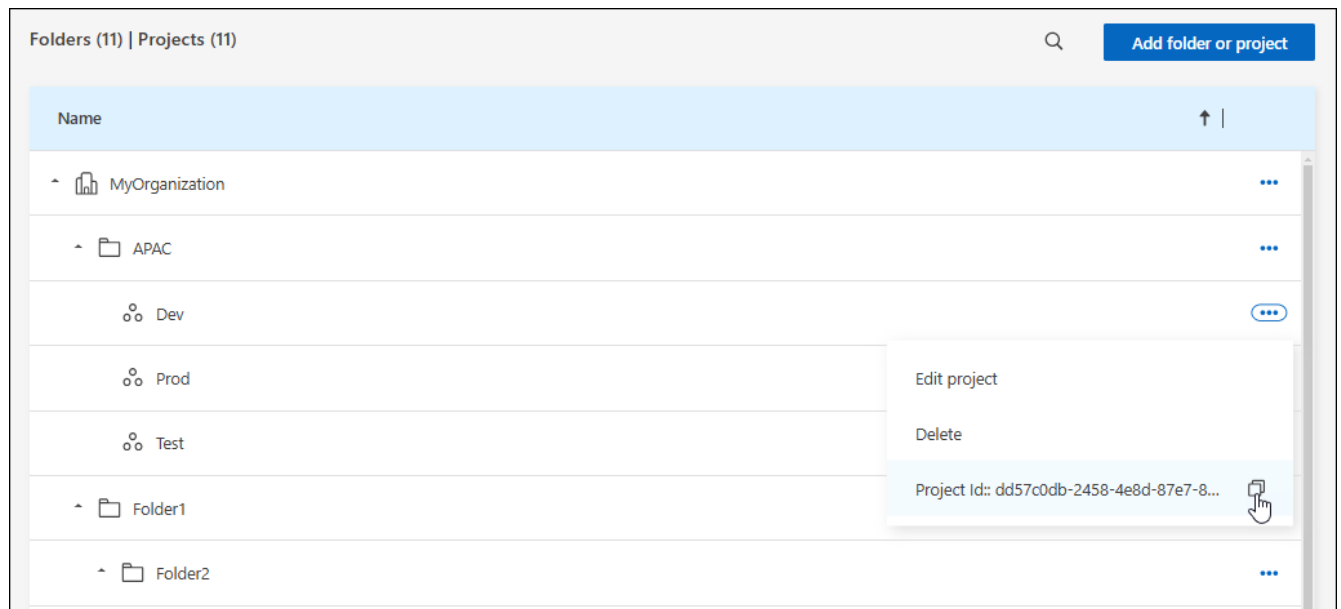 Folders (11) | Projects (11)
Add folder or project
Name
MyOrganization
APAC
Dev
Prod
Edit project
Delete
Test
Project Id:: dd57c0db-2458-4e8d-87e7-8...
Folder1
Folder2